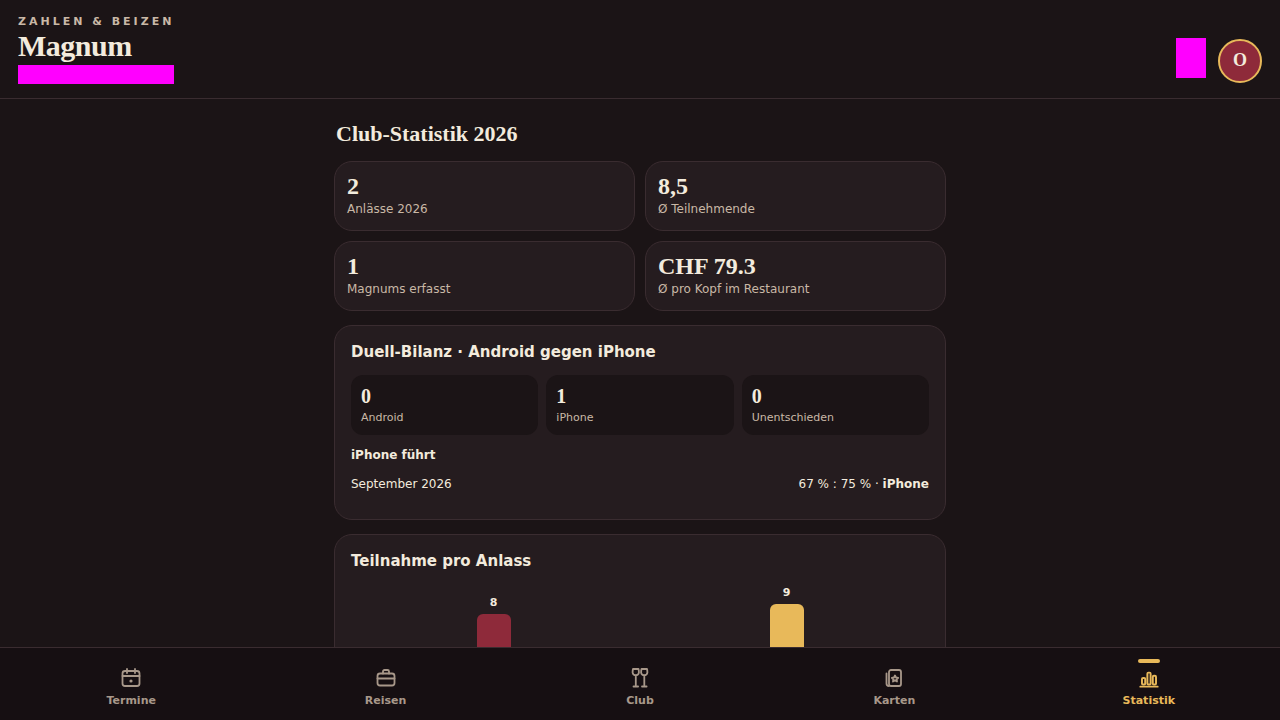 ZAHLEN & BEIZEN
Magnum
O
Club-Statistik 2026
2
Anlässe 2026
8,5
Ø Teilnehmende
1
Magnums erfasst
CHF 79.3
Ø pro Kopf im Restaurant
Duell-Bilanz · Android gegen iPhone
0
Android
1
iPhone
0
Unentschieden
iPhone führt
September 2026
67 % : 75 % · iPhone
Teilnahme pro Anlass
8
9
Termine
Reisen
Club
Karten
Statistik